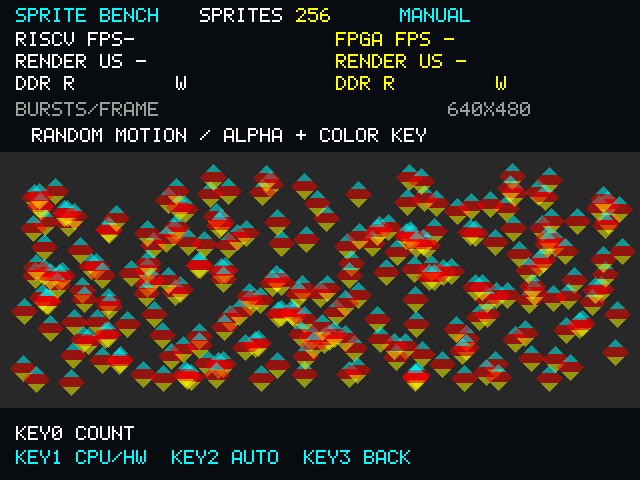 SPRITE BENCH SPRITES 256 MANUAL
RISCV FPS- FPGA FPS -
RENDER US - RENDER US -
DDR R W DDR R W
BURSTS/FRAME 640X480
RANDOM MOTION / ALPHA + COLOR KEY
KEY0 COUNT
KEY1 CPU/HW KEY2 AUTO KEY3 BACK